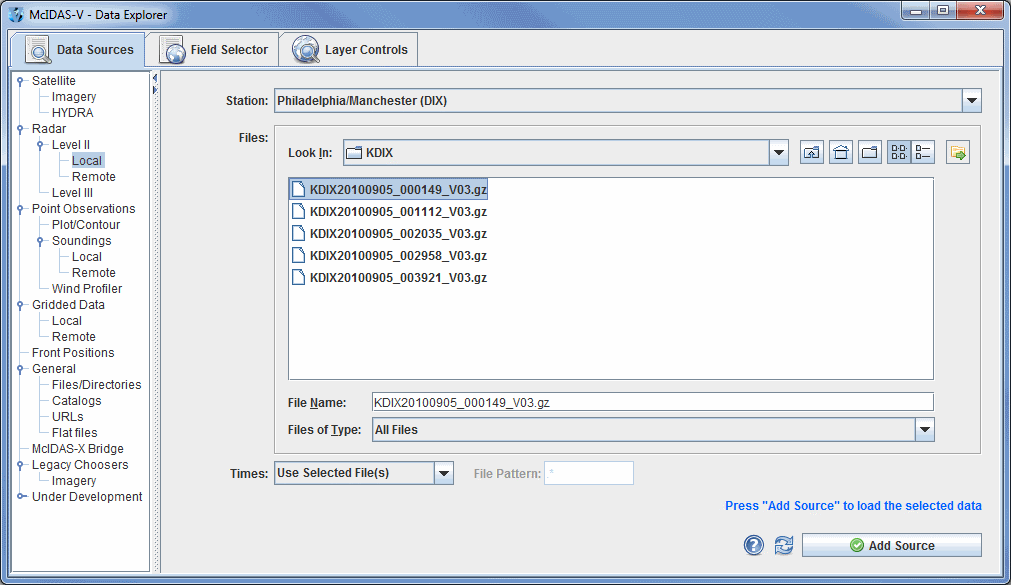 McIDAS-V - Data Explorer
Data Sources
Field Selector
Layer Controls
Satellite
Imagery
HYDRA
Radar
Level II
Local
Remote
Level III
Point Observations
Plot/Contour
Soundings
Local
Remote
Wind Profiler
Gridded Data
Local
Remote
Front Positions
General
Files/Directories
Catalogs
URLs
Flat files
McIDAS-X Bridge
Legacy Choosers
Imagery
Under Development
Station: Philadelphia/Manchester (DIX)
Files:
Look In: KDIX
KDIX20100905_000149_V03.gz
KDIX20100905_001112_V03.gz
KDIX20100905_002035_V03.gz
KDIX20100905_002958_V03.gz
KDIX20100905_003921_V03.gz
File Name: KDIX20100905_000149_V03.gz
Files of Type: All Files
Times: Use Selected File(s) File Pattern: *
Press "Add Source" to load the selected data
? Add Source